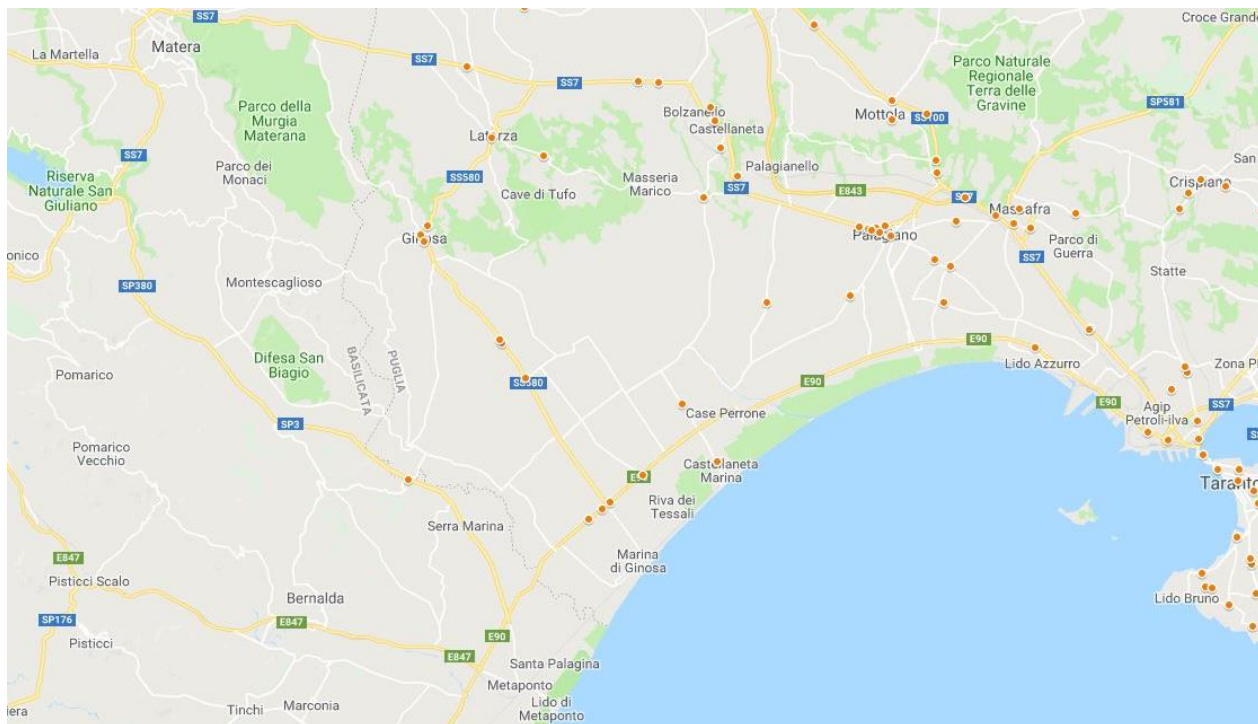 SS7
Croce Grand
Matera
La Martella
SS7
SS7
Parco Naturale
Regionale
Terra delle
Gravine
Parco della
Murgia
Materana
Bolzanello
Mottola
SP581
SS100
Laterza
Castellaneta
SS7
Parco dei
Monaci
Riserva
Naturale San
Giuliano
SS580
Cave di Tufo
Masseria
Marico
Palagianello
SS7
E843
SS7
San
Crispiano
Massafra
Ginosa
Palagiano
Parco di
Guerra
onico
SS7
Statte
SP380
Montescaglioso
Difesa San
Biagio
BASILICATA
PUGLIA
E90
Lido Azzurro
Zona P
Pomarico
SS580
E90
E90
Agip
Petroli-ilva
SS7
Case Perrone
SP3
Pomarico
Vecchio
Castellaneta
Marina
Taranto
Riva dei
Tessali
Serra Marina
Marina
di Ginosa
E847
Pisticci Scalo
Bernalda
Lido Bruno
SP176
E847
Pisticci
E90
E847
Santa Palagina
Metaponto
Lido di
Metaponto
Tinchi
Marconia
iera